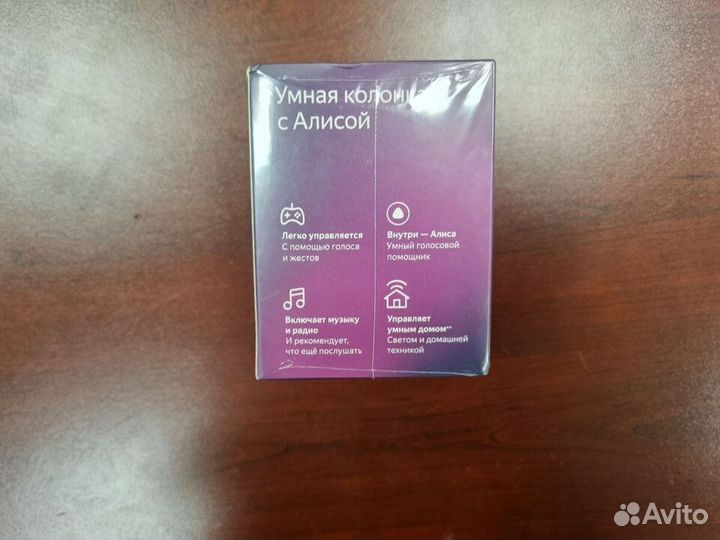 Умная колонка
с Алисой
Легко управляется
С помощью голоса
и жестов
Внутри — Алиса
Умный голосовой
помощник
Включает музыку
и радио
И рекомендует,
что ещё послушать
Управляет
умным домом**
Светом и домашней
техникой
Avito